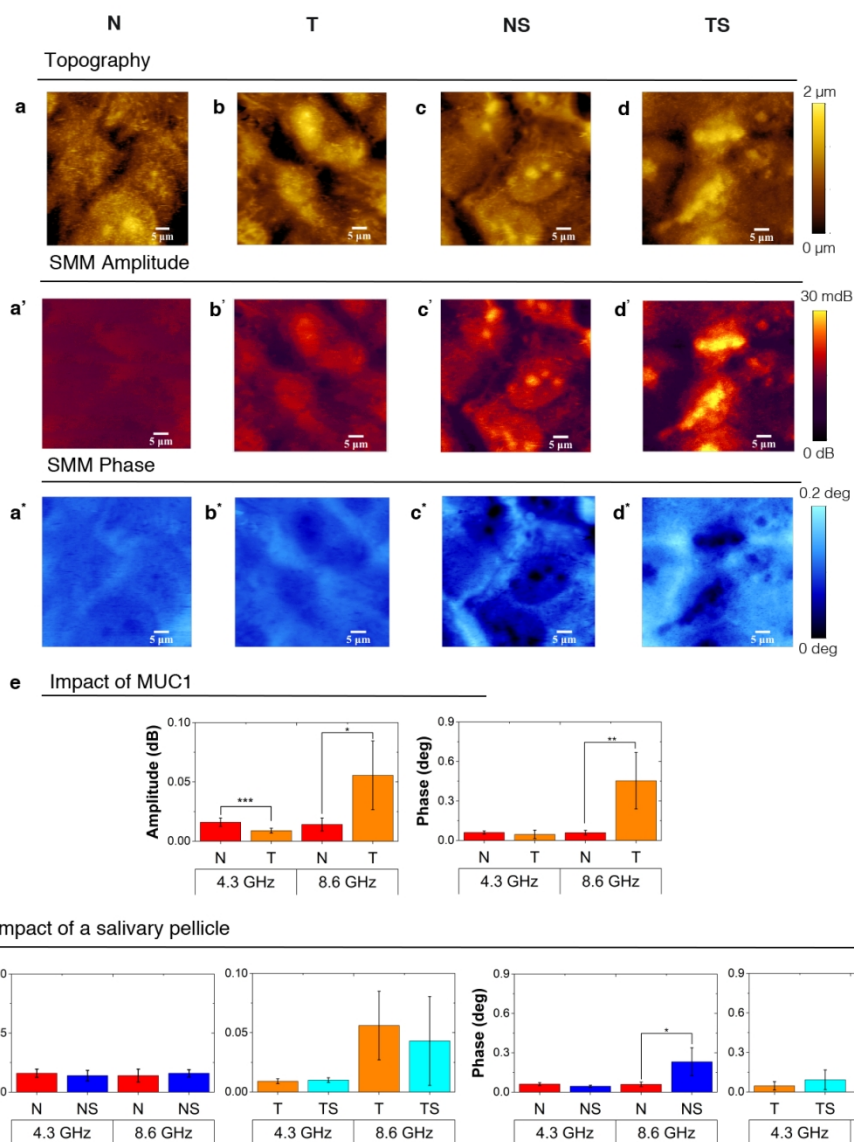 N T NS TS
Topography
a b c d
2 µm
5 µm 5 µm 5 µm 5 µm
0 µm
SMM Amplitude
a' b' c' d'
30 mdB
5 µm 5 µm 5 µm 5 µm
0 dB
SMM Phase
a* b* c* d*
0.2 deg
5 µm 5 µm 5 µm 5 µm
0 deg
e Impact of MUC1
Amplitude (dB)
0.10
0.05
0.00
***
*
N T N T
4.3 GHz 8.6 GHz
Phase (deg)
0.9
0.6
0.3
0.0
**
N T N T
4.3 GHz 8.6 GHz
mpact of a salivary pellicle
0
5
0
N NS N NS
4.3 GHz 8.6 GHz
0.10
0.05
0.00
T TS T TS
4.3 GHz 8.6 GHz
Phase (deg)
0.9
0.6
0.3
0.0
*
N NS N NS
4.3 GHz 8.6 GHz
0.9
0.6
0.3
0.0
T TS
4.3 GHz